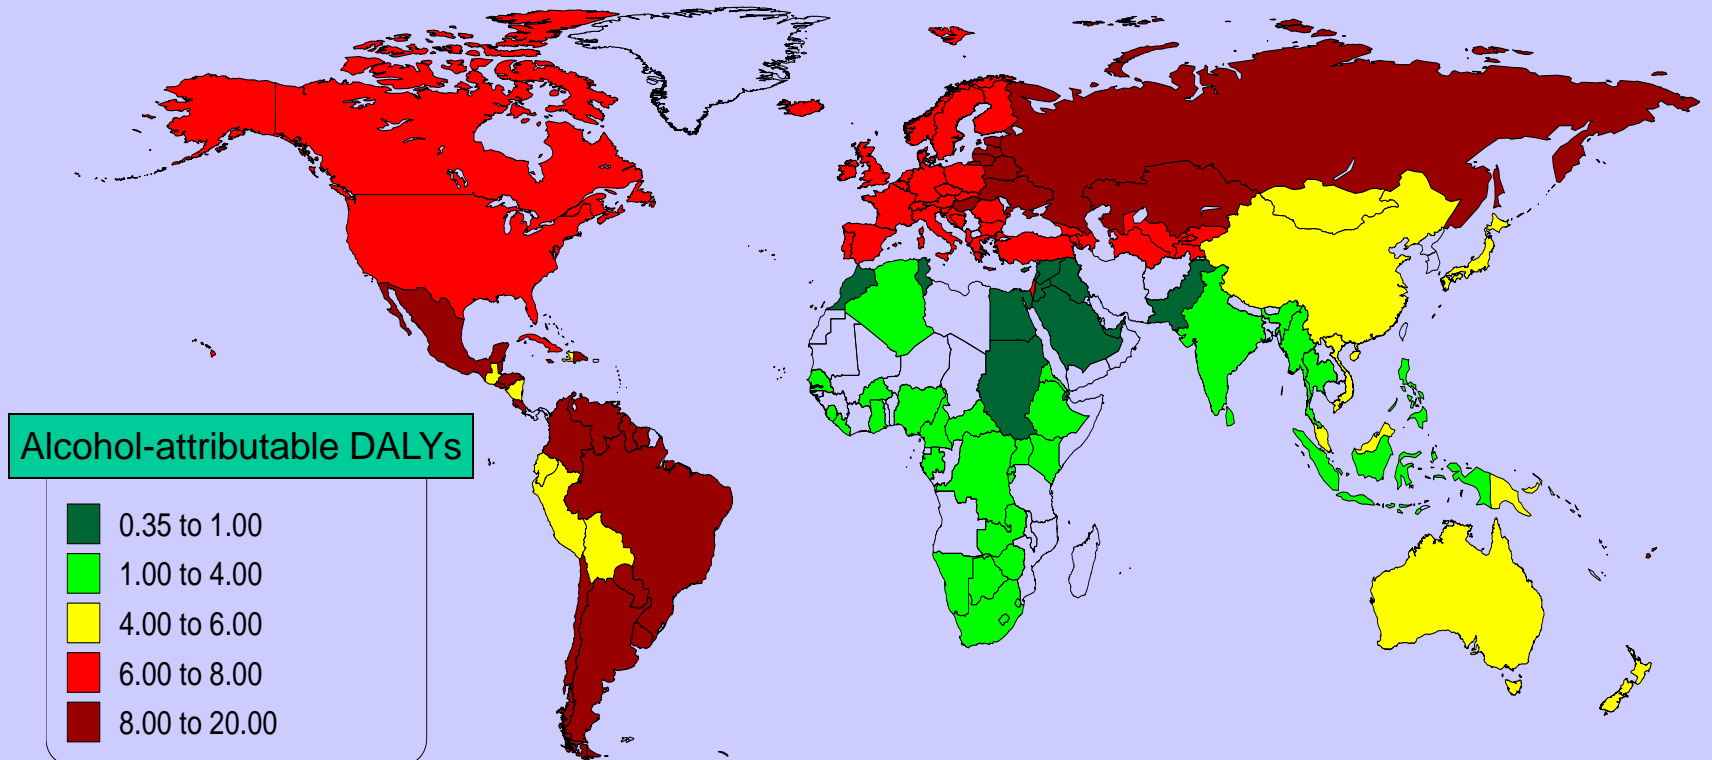 Alcohol-attributable DALYs
0.35 to 1.00
1.00 to 4.00
4.00 to 6.00
6.00 to 8.00
8.00 to 20.00